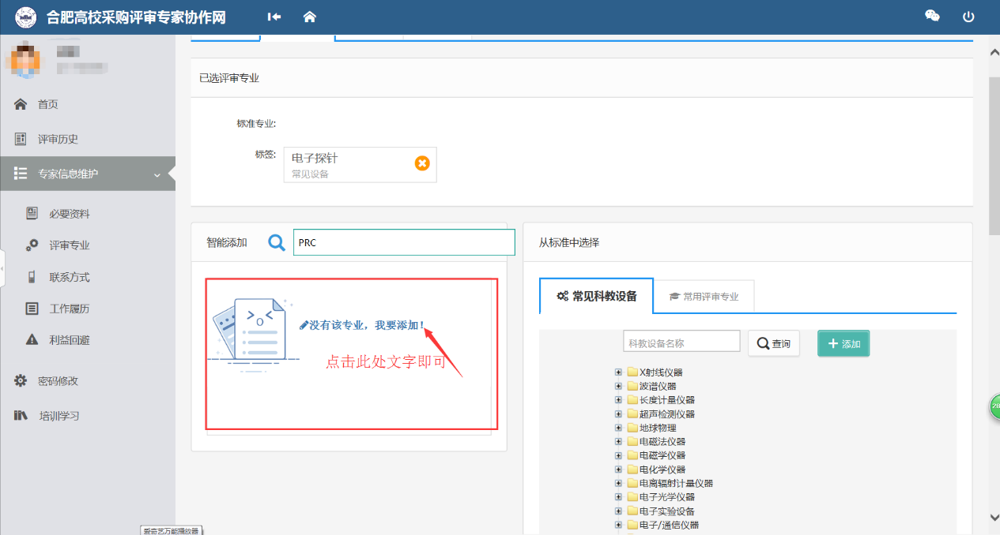 合肥高校采购评审专家协作网
首页
评审历史
专家信息维护
必要资料
评审专业
联系方式
工作履历
利益回避
密码修改
培训学习
已选评审专业
标准专业:
标签:
电子探针
常见设备
智能添加
PRC
没有该专业，我要添加！
点击此处文字即可
从标准中选择
常见科教设备
常用评审专业
科教设备名称
查询
添加
X射线仪器
波谱仪器
长度计量仪器
超声检测仪器
地球物理
电磁法仪器
电磁学仪器
电化学仪器
电离辐射计量仪器
电子光学仪器
电子实验设备
电子/通信仪器
爱奇艺万能播放器
28